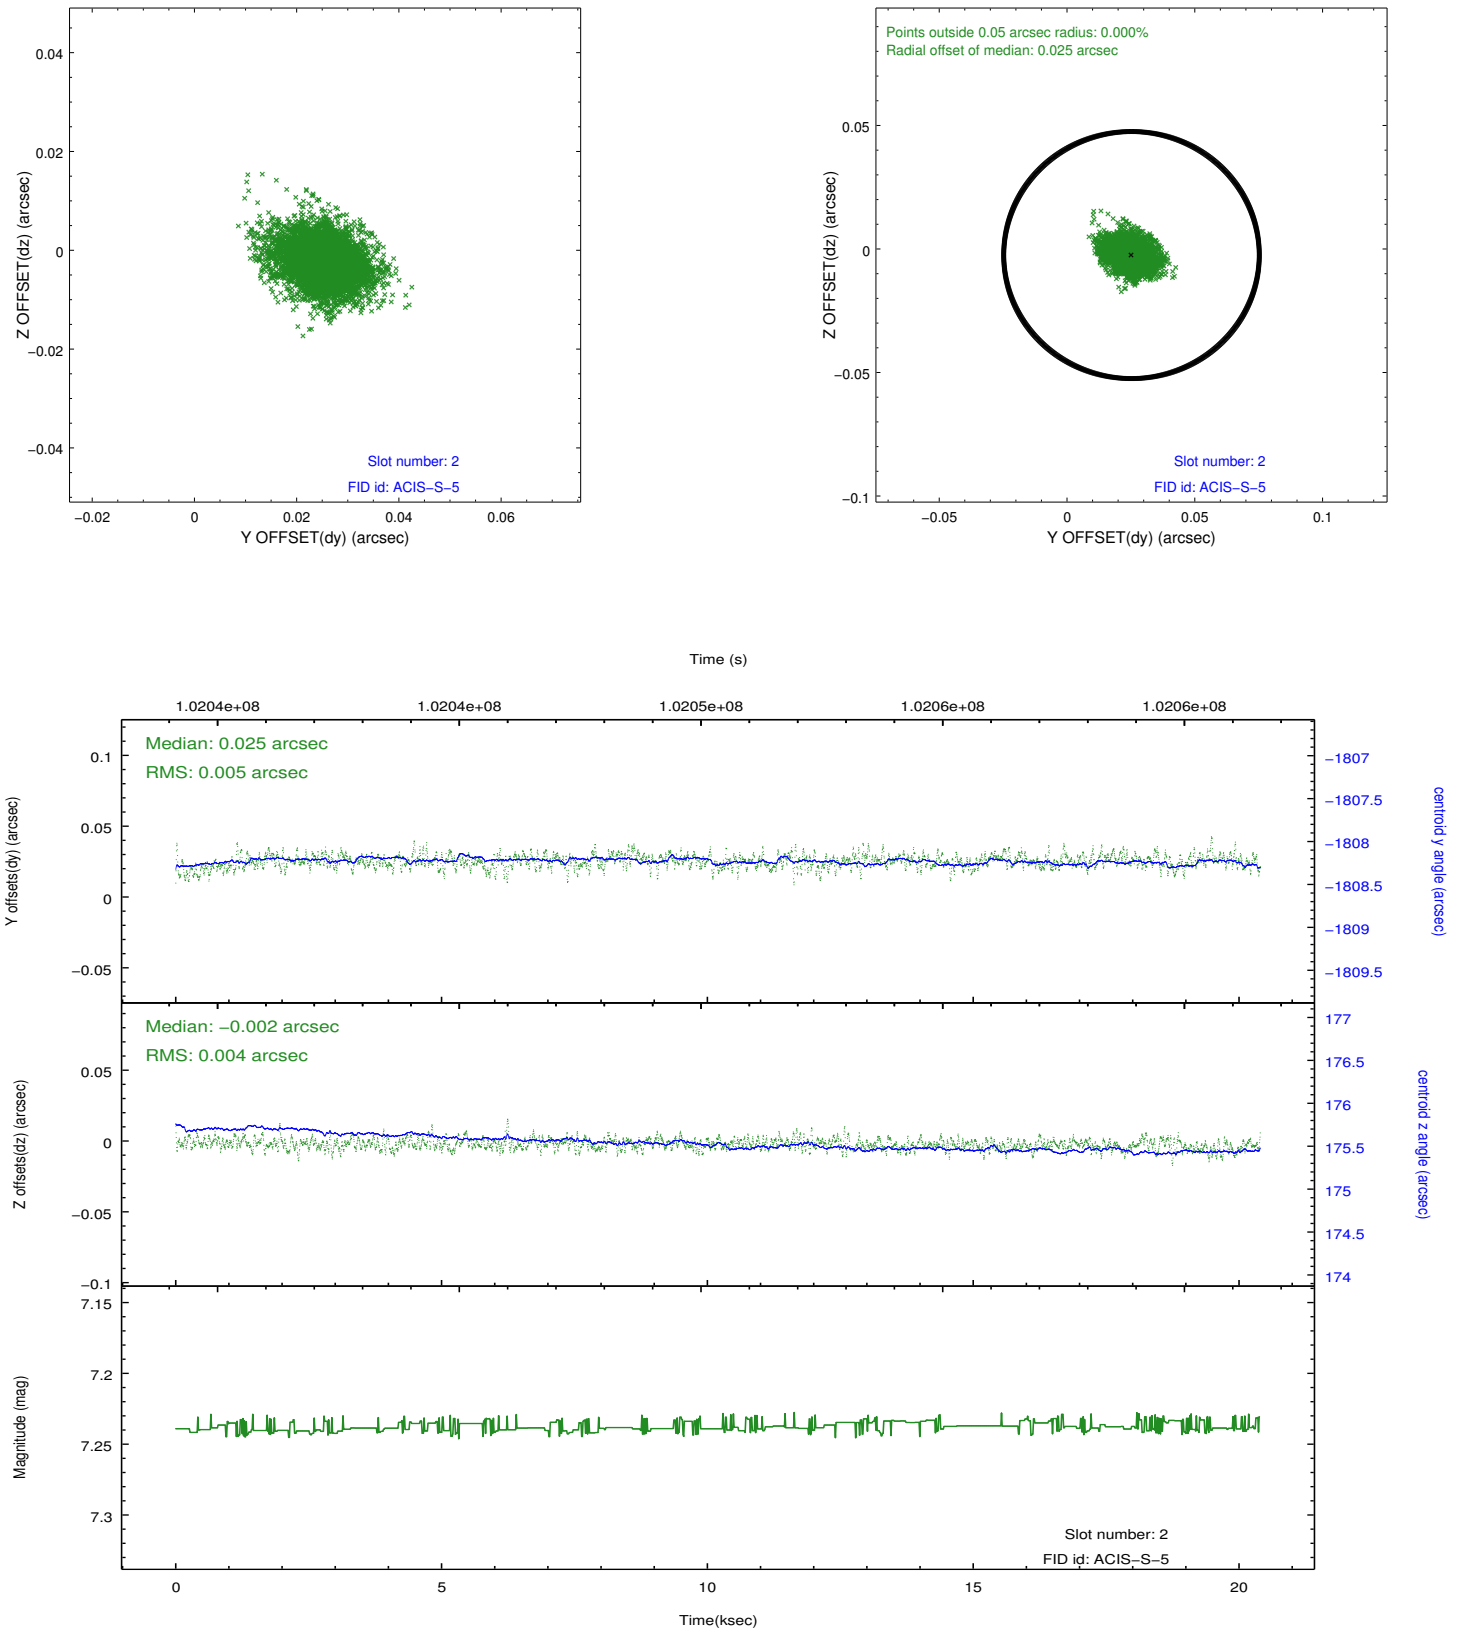 0.04
0.02
0
−0.02
−0.04
Z OFFSET(dz) (arcsec)
Slot number: 2
FID id: ACIS−S−5
−0.02
0
0.02
0.04
0.06
Y OFFSET(dy) (arcsec)
Points outside 0.05 arcsec radius: 0.000%
Radial offset of median: 0.025 arcsec
0.05
0
−0.05
−0.1
Z OFFSET(dz) (arcsec)
Slot number: 2
FID id: ACIS−S−5
−0.05
0
0.05
0.1
Y OFFSET(dy) (arcsec)
Time (s)
1.0204e+08
1.0204e+08
1.0205e+08
1.0206e+08
1.0206e+08
Median: 0.025 arcsec
RMS: 0.005 arcsec
0.1
0.05
0
−0.05
Y offsets(dy) (arcsec)
−1807
−1807.5
−1808
−1808.5
−1809
−1809.5
centroid y angle (arcsec)
Median: −0.002 arcsec
RMS: 0.004 arcsec
0.05
0
−0.05
−0.1
Z offsets(dz) (arcsec)
177
176.5
176
175.5
175
174.5
174
centroid z angle (arcsec)
7.15
7.2
7.25
7.3
Magnitude (mag)
Slot number: 2
FID id: ACIS−S−5
0
5
10
15
20
Time(ksec)